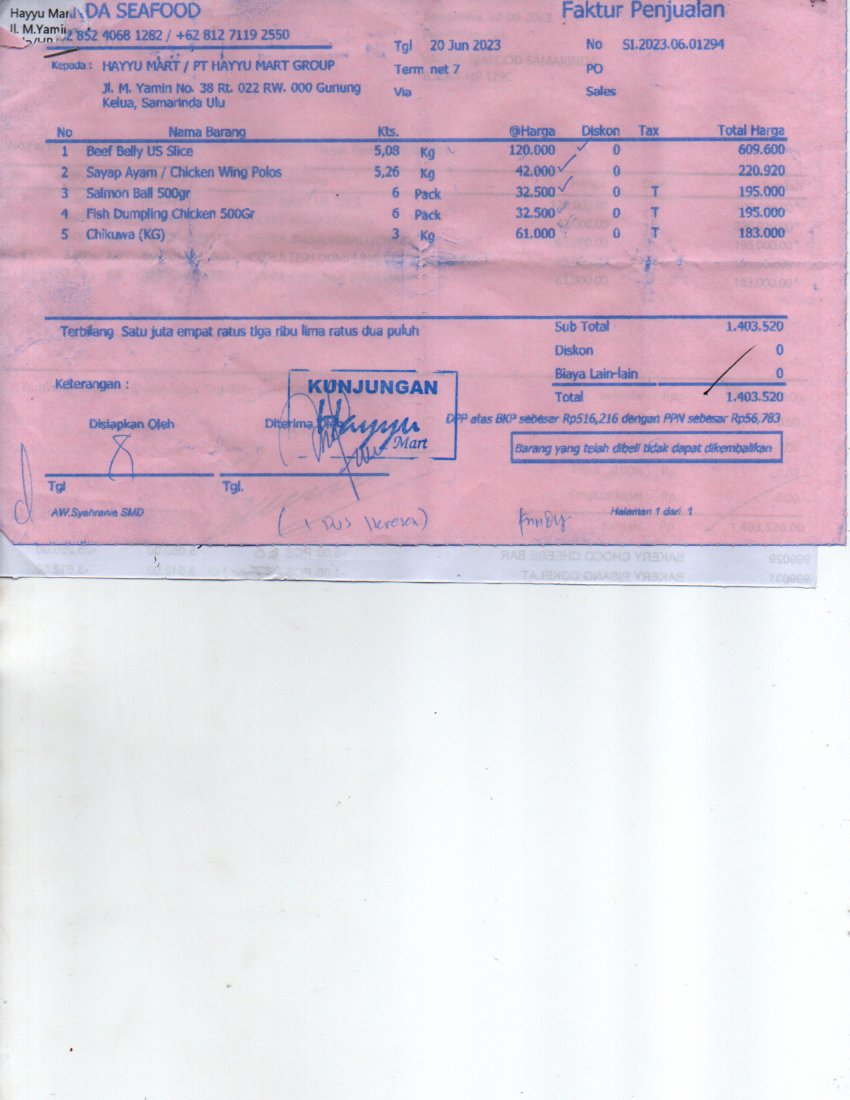 Hayyu Mar DA SEAFOOD
Faktur Penjualan
Jl. M.Yamin
852 4068 1282 / +62 812 7119 2550
Tgl 20 Jun 2023 No SI.2023.06.01294
Kepada : HAYYU MART / PT HAYYU MART GROUP
Term net 7 PO
Jl. M. Yamin No. 38 Rt. 022 RW. 000 Gunung
Via Sales
Kelua, Samarinda Ulu
No Nama Barang Kts. @Harga Diskon Tax Total Harga
1 Beef Belly US Slice 5,08 Kg 120.000 0 609.600
2 Sayap Ayam / Chicken Wing Polos 5,26 Kg 42.000 0 220.920
3 Salmon Ball 500gr 6 Pack 32.500 0 T 195.000
4 Fish Dumpling Chicken 500Gr 6 Pack 32.500 0 T 195.000
5 Chikuwa (KG) 3 Kg 61.000 0 T 183.000
Terbilang Satu juta empat ratus tiga ribu lima ratus dua puluh
Sub Total 1.403.520
Diskon 0
Biaya Lain-lain 0
Total 1.403.520
Keterangan :
KUNJUNGAN
Hayyu
Mart
DPP atas BKP sebesar Rp516,216 dengan PPN sebesar Rp56,783
Disiapkan Oleh Diterima Oleh
Barang yang telah dibeli tidak dapat dikembalikan
Tgl Tgl.
AW.Syahranie SMD
Halaman 1 dari 1